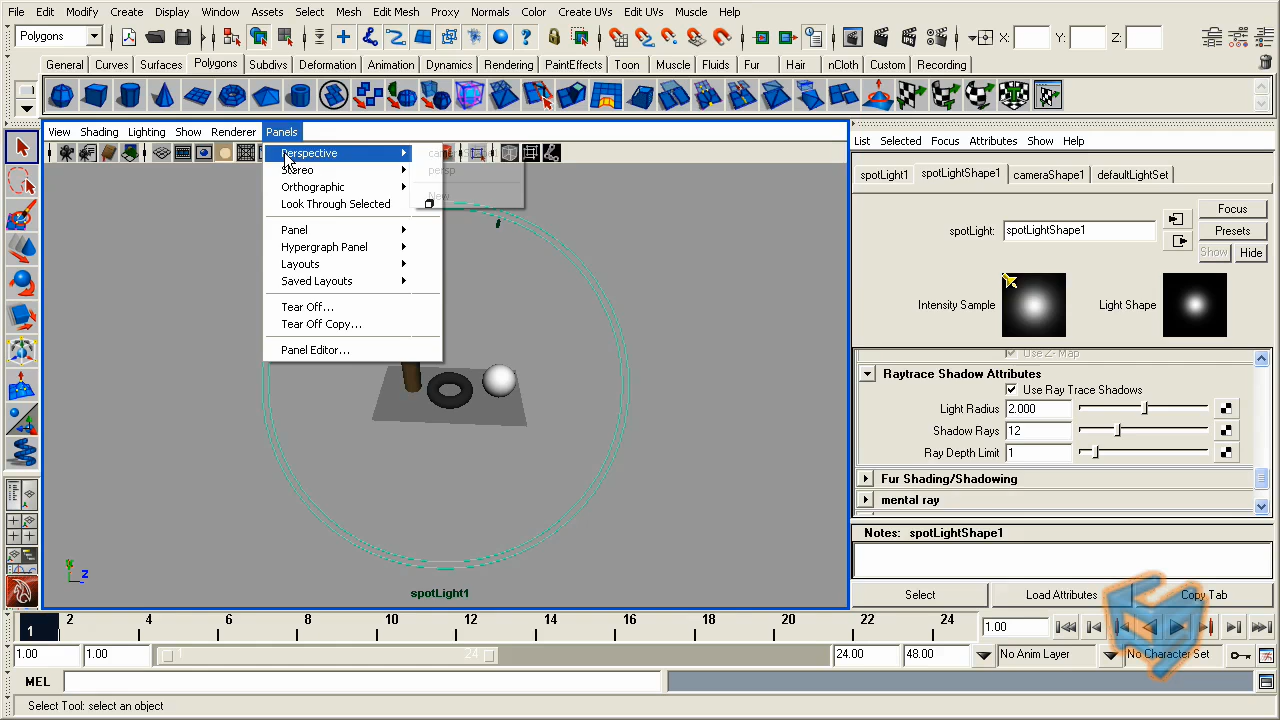 File Edit Modify Create Display Window Assets Select Mesh Edit Mesh Proxy Normals Color Create UVs Edit UVs Muscle Help
Polygons X: Y: Z:
General Curves Surfaces Polygons Subdivs Deformation Animation Dynamics Rendering PaintEffects Toon Muscle Fluids Fur Hair nCloth Custom Recording
View Shading Lighting Show Renderer Panels
List Selected Focus Attributes Help
Perspective
persp
Stereo
Orthographic
New
Look Through Selected
Panel
Hypergraph Panel
Layouts
Saved Layouts
Tear Off...
Tear Off Copy...
Panel Editor...
spotLight1 spotLightShape1 cameraShape1 defaultLightSet
Focus
spotLight: spotLightShape1
Presets
Show Hide
Intensity Sample Light Shape
Use Z- Map
Raytrace Shadow Attributes
Use Ray Trace Shadows
Light Radius 2.000
Shadow Rays 12
Ray Depth Limit 1
Fur Shading/Shadowing
mental ray
Notes: spotLightShape1
Select Load Attributes Copy Tab
Z
spotLight1
1 2 4 6 8 10 12 14 16 18 20 22 24 1.00
1.00 1.00 1 24 24.00 48.00 No Anim Layer No Character Set
MEL
Select Tool: select an object